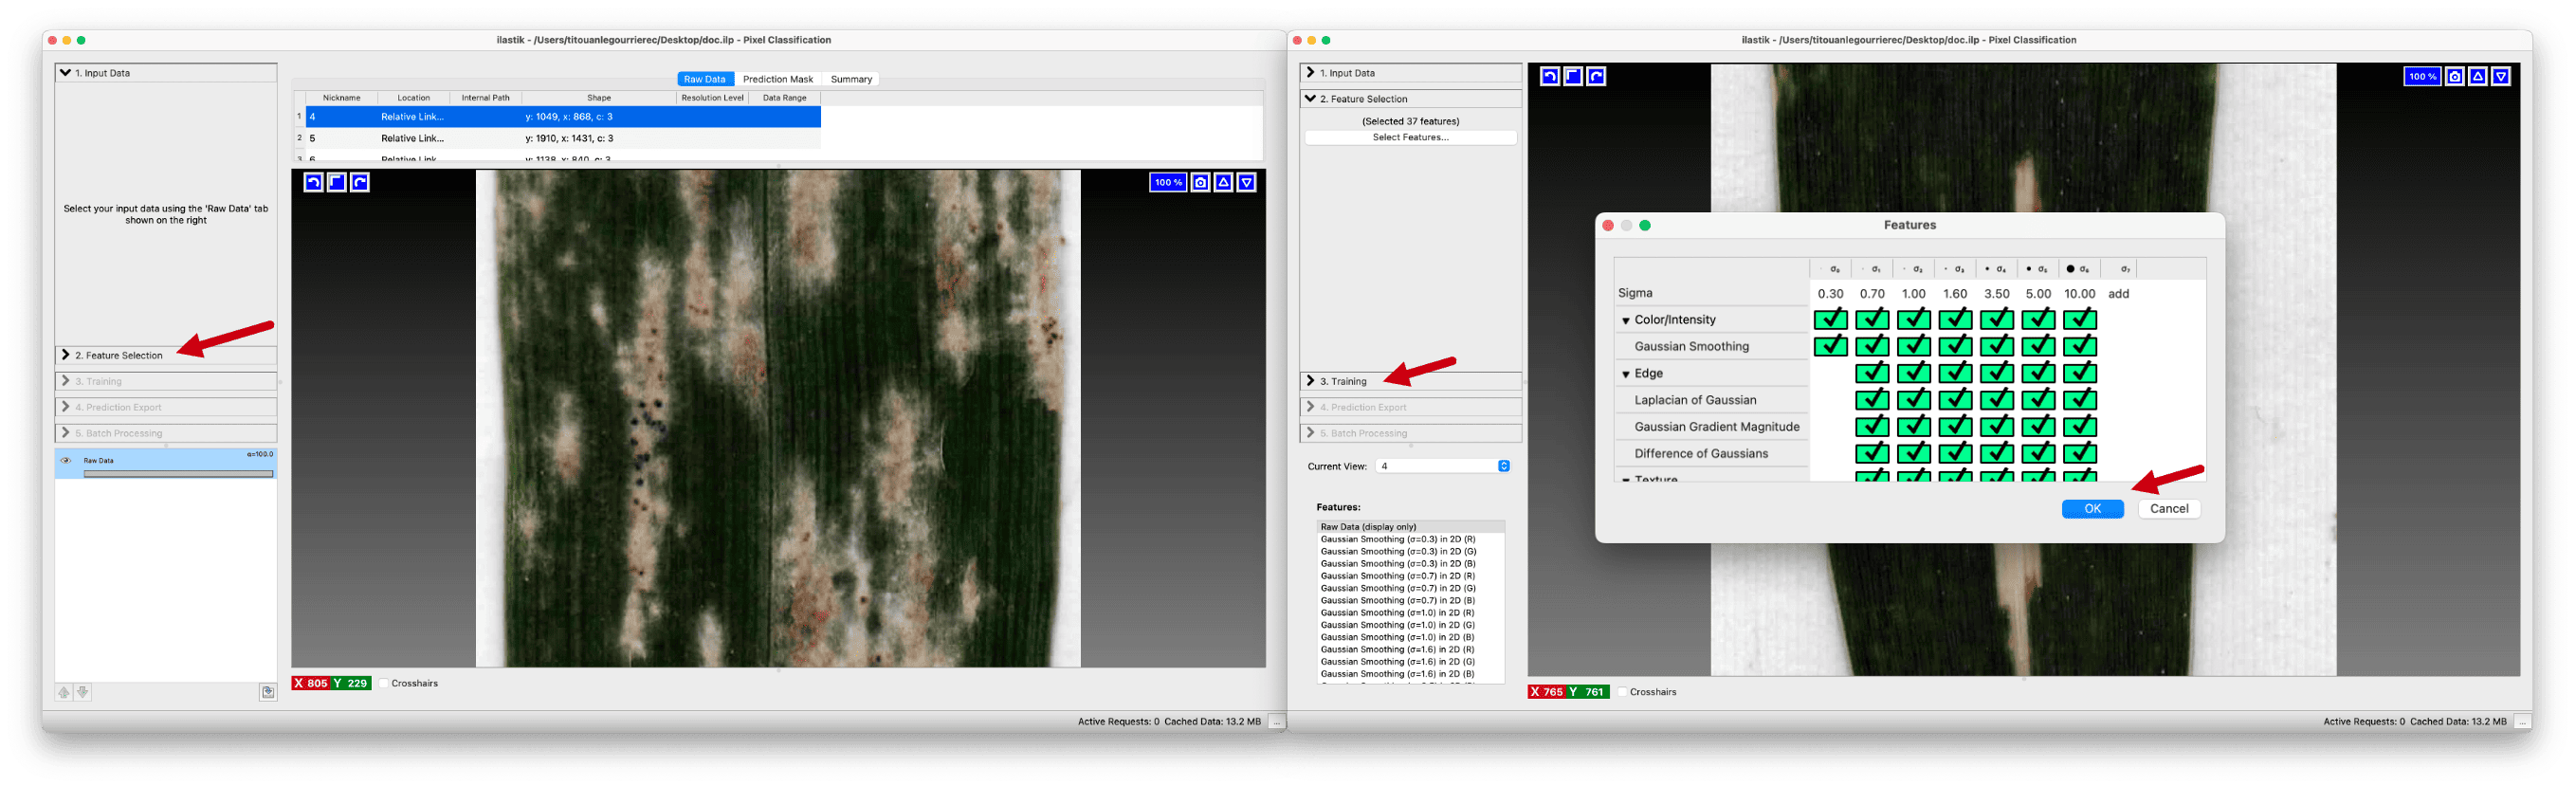 ilastik - /Users/titouanlegourrierec/Desktop/doc.ilp - Pixel Classification
1. Input Data
Select your input data using the 'Raw Data' tab
shown on the right
2. Feature Selection
3. Training
4. Prediction Export
5. Batch Processing
Raw Data
α=100.0
Raw Data Prediction Mask Summary
Nickname Location Internal Path Shape Resolution Level Data Range
1 4 Relative Link... y: 1049, x: 868, c: 3
2 5 Relative Link... y: 1910, x: 1431, c: 3
3 6 Relative Link... y: 1138, x: 840, c: 3
100 %
X 805 Y 229 Crosshairs
Active Requests: 0 Cached Data: 13.2 MB ...
ilastik - /Users/titouanlegourrierec/Desktop/doc.ilp - Pixel Classification
1. Input Data
2. Feature Selection
(Selected 37 features)
Select Features...
3. Training
4. Prediction Export
5. Batch Processing
Current View: 4
Features:
Raw Data (display only)
Gaussian Smoothing (σ=0.3) in 2D (R)
Gaussian Smoothing (σ=0.3) in 2D (G)
Gaussian Smoothing (σ=0.3) in 2D (B)
Gaussian Smoothing (σ=0.7) in 2D (R)
Gaussian Smoothing (σ=0.7) in 2D (G)
Gaussian Smoothing (σ=0.7) in 2D (B)
Gaussian Smoothing (σ=1.0) in 2D (R)
Gaussian Smoothing (σ=1.0) in 2D (G)
Gaussian Smoothing (σ=1.0) in 2D (B)
Gaussian Smoothing (σ=1.6) in 2D (R)
Gaussian Smoothing (σ=1.6) in 2D (G)
Gaussian Smoothing (σ=1.6) in 2D (B)
100 %
Features
σ₀ σ₁ σ₂ σ₃ σ₄ σ₅ σ₆ σ₇
Sigma 0.30 0.70 1.00 1.60 3.50 5.00 10.00 add
Color/Intensity
Gaussian Smoothing
Edge
Laplacian of Gaussian
Gaussian Gradient Magnitude
Difference of Gaussians
Texture
OK Cancel
X 765 Y 761 Crosshairs
Active Requests: 0 Cached Data: 13.2 MB ...